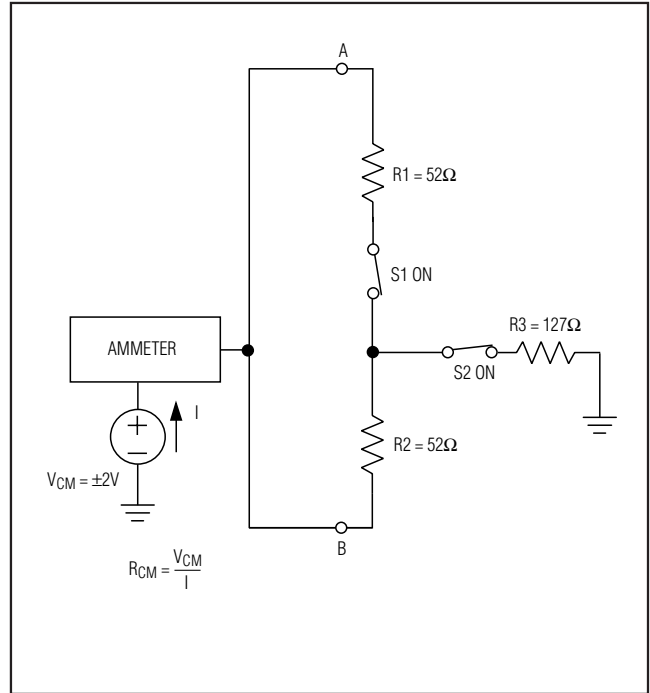 A
R1 = 52Ω
S1 ON
R3 = 127Ω
AMMETER
S2 ON
I
+
−
R2 = 52Ω
VCM = ±2V
B
RCM = VCM / I